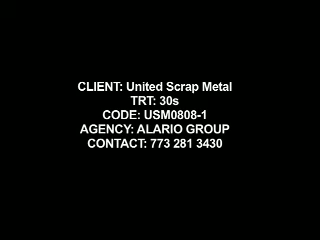 CLIENT: United Scrap Metal
TRT: 30s
CODE: USM0808-1
AGENCY: ALARIO GROUP
CONTACT: 773 281 3430